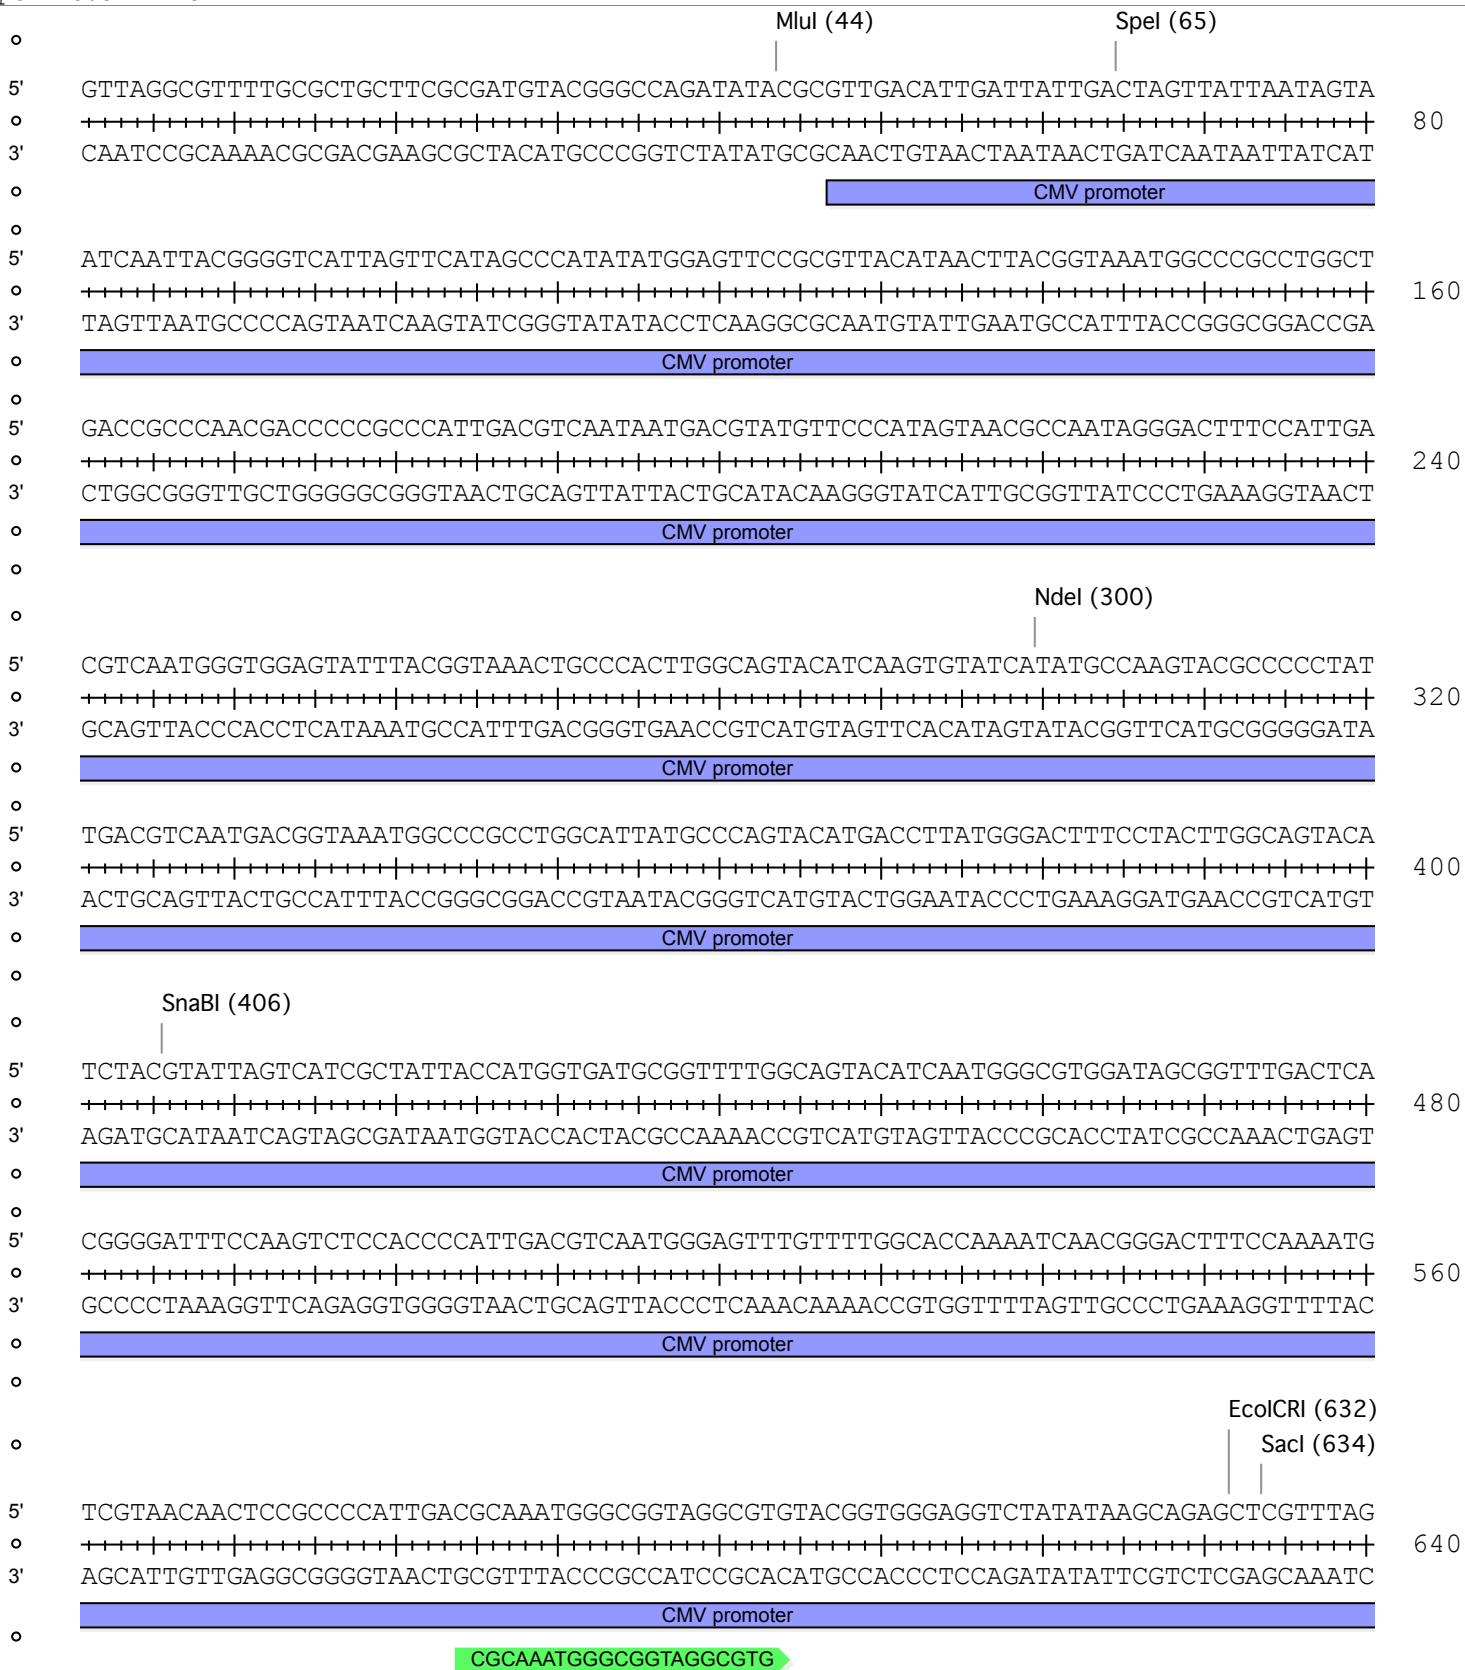 MluI (44) SpeI (65)
5' GTTAGGCGTTTTGCGCTGCTTCGCGATGTACGGGCCAGATATACGCGTTGACATTGATTATTGACTAGTTATTAATAGTA
80
3' CAATCCGCAAAACGCGACGAAGCGCTACATGCCCGGTCTATATGCGCAACTGTAACTAATAACTGATCAATAATTATCAT
CMV promoter
5' ATCAATTACGGGGTCATTAGTTCATAGCCCATATATGGAGTTCCGCGTTACATAACTTACGGTAAATGGCCCGCCTGGCT
160
3' TAGTTAATGCCCCAGTAATCAAGTATCGGGTATATACCTCAAGGCGCAATGTATTGAATGCCATTTACCGGGCGGACCGA
CMV promoter
5' GACCGCCCAACGACCCCCGCCCATTGACGTCAATAATGACGTATGTTCCCATAGTAACGCCAATAGGGACTTTCCATTGA
240
3' CTGGCGGGTTGCTGGGGGCGGGTAACTGCAGTTATTACTGCATACAAGGGTATCATTGCGGTTATCCCTGAAAGGTAACT
CMV promoter
NdeI (300)
5' CGTCAATGGGTGGAGTATTTACGGTAAACTGCCCACTTGGCAGTACATCAAGTGTATCATATGCCAAGTACGCCCCCTAT
320
3' GCAGTTACCCACCTCATAAATGCCATTTGACGGGTGAACCGTCATGTAGTTCACATAGTATACGGTTCATGCGGGGGATA
CMV promoter
5' TGACGTCAATGACGGTAAATGGCCCGCCTGGCATTATGCCCAGTACATGACCTTATGGGACTTTCCTACTTGGCAGTACA
400
3' ACTGCAGTTACTGCCATTTACCGGGCGGACCGTAATACGGGTCATGTACTGGAATACCCTGAAAGGATGAACCGTCATGT
CMV promoter
SnaBI (406)
5' TCTACGTATTAGTCATCGCTATTACCATGGTGATGCGGTTTTGGCAGTACATCAATGGGCGTGGATAGCGGTTTGACTCA
480
3' AGATGCATAATCAGTAGCGATAATGGTACCACTACGCCAAAACCGTCATGTAGTTACCCGCACCTATCGCCAAACTGAGT
CMV promoter
5' CGGGGATTTCCAAGTCTCCACCCCATTGACGTCAATGGGAGTTTGTTTTGGCACCAAAATCAACGGGACTTTCCAAAATG
560
3' GCCCCTAAAGGTTCAGAGGTGGGGTAACTGCAGTTACCCTCAAACAAAACCGTGGTTTTAGTTGCCCTGAAAGGTTTTAC
CMV promoter
EcoICRI (632)
SacI (634)
5' TCGTAACAACTCCGCCCCATTGACGCAAATGGGCGGTAGGCGTGTACGGTGGGAGGTCTATATAAGCAGAGCTCGTTTAG
640
3' AGCATTGTTGAGGCGGGGTAACTGCGTTTACCCGCCATCCGCACATGCCACCCTCCAGATATATTCGTCTCGAGCAAATC
CMV promoter
CGCAAATGGGCGGTAGGCGTG